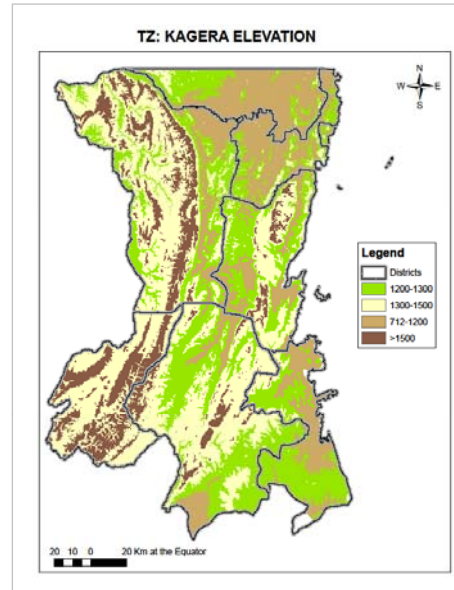 TZ: KAGERA ELEVATION
N
W E
S
Legend
Districts
1200-1300
1300-1500
712-1200
>1500
20 10 0 20 Km at the Equator